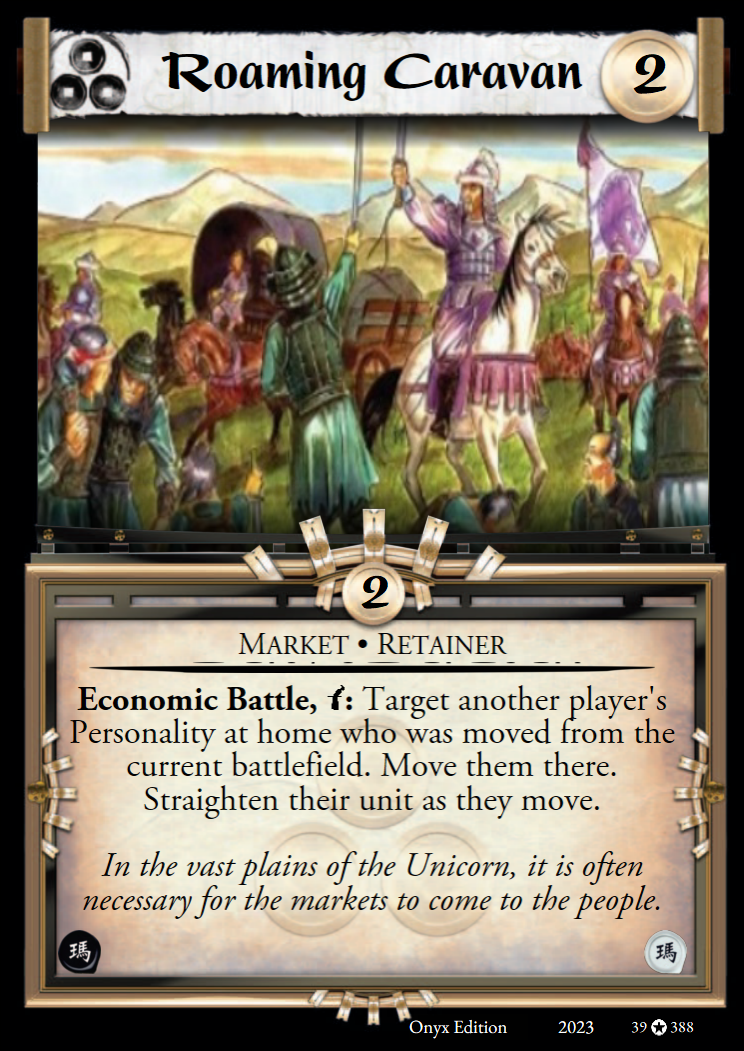 Roaming Caravan 2
2
MARKET • RETAINER
Economic Battle, : Target another player's
Personality at home who was moved from the
current battlefield. Move them there.
Straighten their unit as they move.
In the vast plains of the Unicorn, it is often
necessary for the markets to come to the people.
瑪 瑪
Onyx Edition 2023 39 ✪ 388